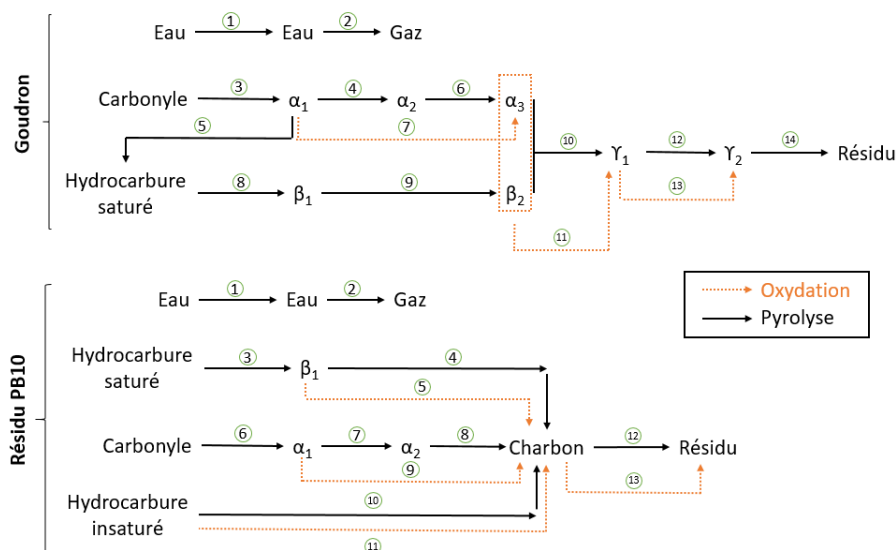 Goudron
Eau ① Eau ② Gaz
Carbonyle ③ α₁ ④ α₂ ⑥ α₃
⑤ ⑦ ⑩ ϒ₁ ⑫ ϒ₂ ⑭ Résidu
Hydrocarbure
saturé ⑧ β₁ ⑨ β₂ ⑬
⑪
Résidu PB10
Eau ① Eau ② Gaz
Oxydation
Pyrolyse
Hydrocarbure
saturé ③ β₁ ④
⑤
Carbonyle ⑥ α₁ ⑦ α₂ ⑧ Charbon ⑫ Résidu
⑨ ⑬
Hydrocarbure
insaturé ⑩
⑪